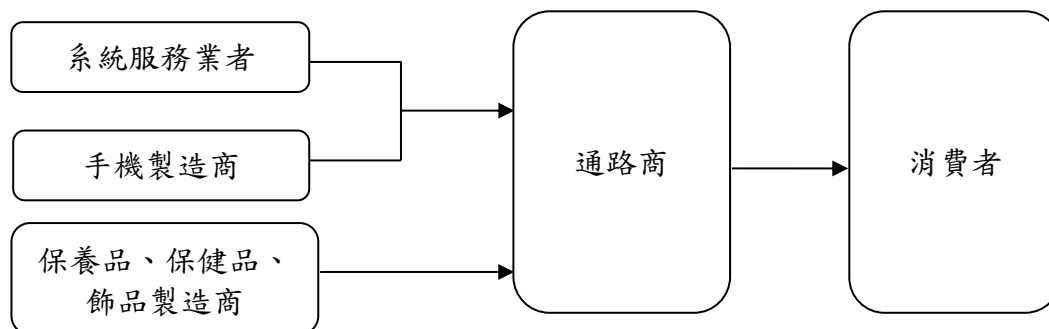 系統服務業者
手機製造商
保養品、保健品、
飾品製造商
通路商
消費者